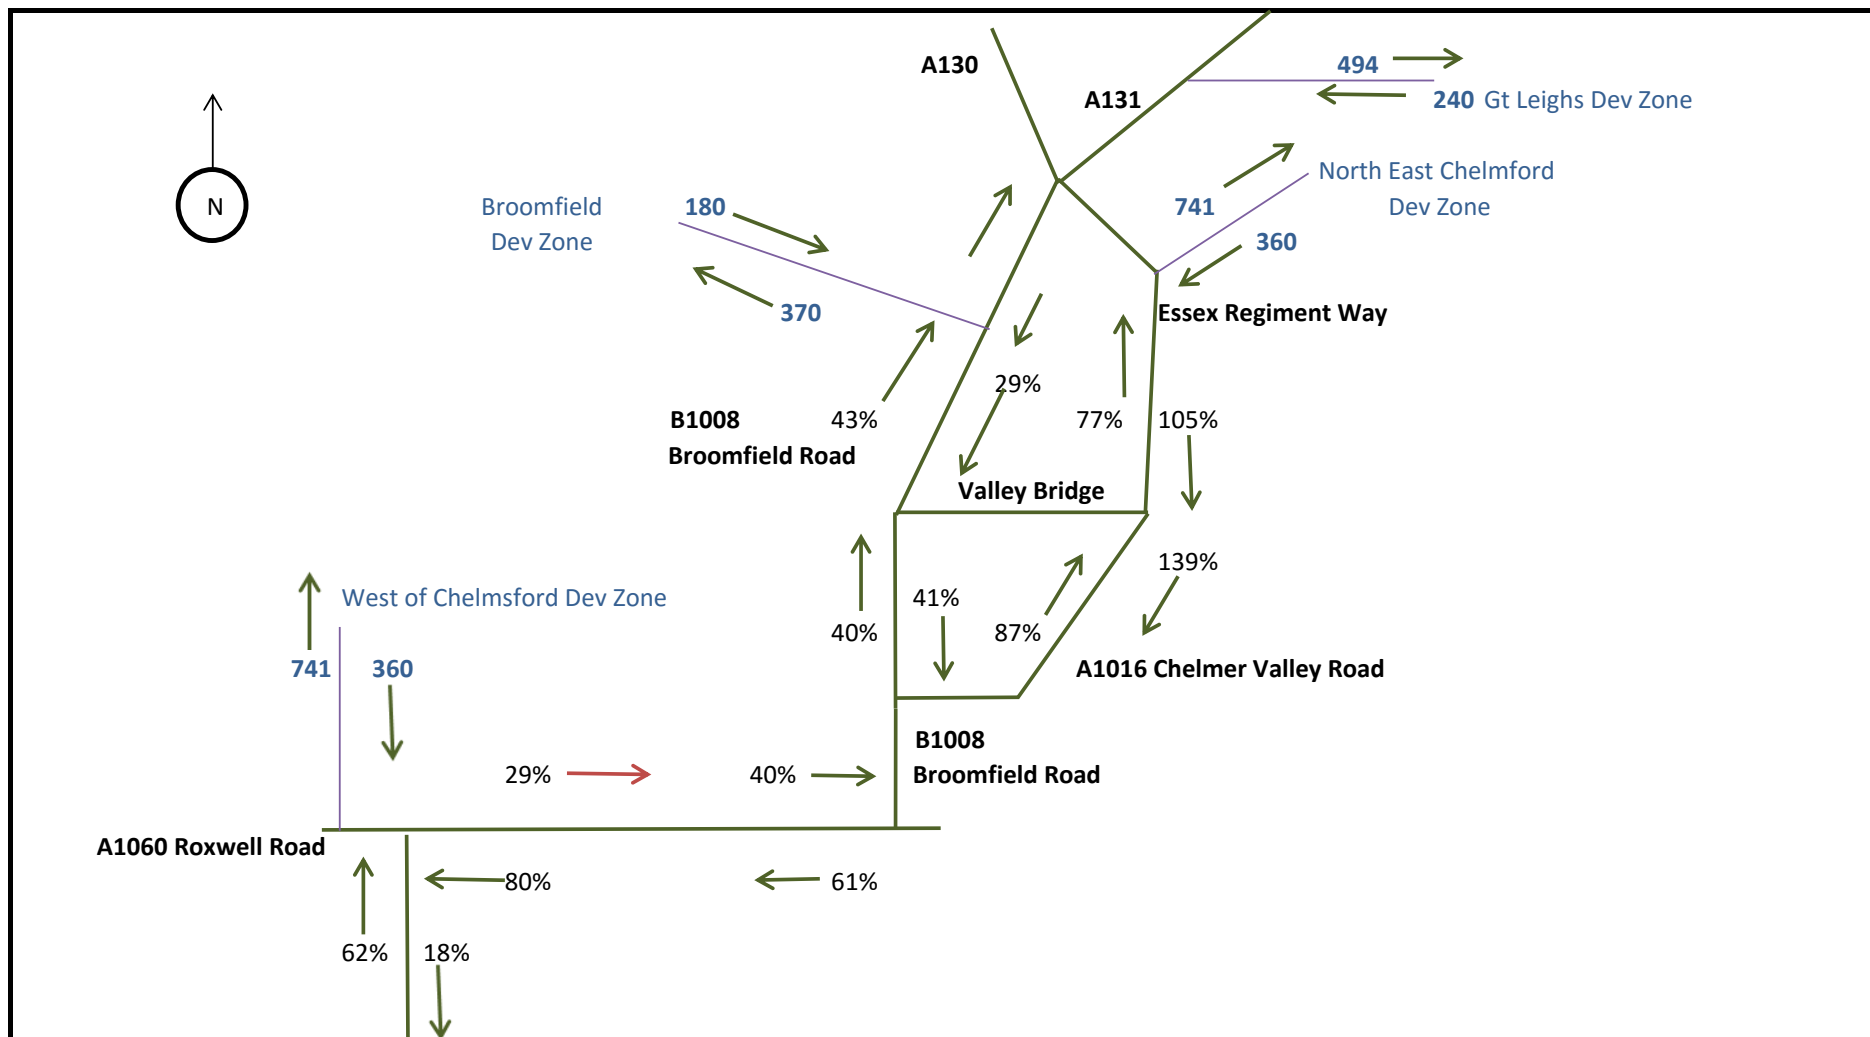 A130
494
A131
240 Gt Leighs Dev Zone
North East Chelmford
Dev Zone
741
360
N
Broomfield
Dev Zone
180
370
Essex Regiment Way
29%
B1008
Broomfield Road
43%
77%
105%
Valley Bridge
139%
West of Chelmsford Dev Zone
41%
40%
87%
741
360
A1016 Chelmer Valley Road
B1008
Broomfield Road
29%
40%
A1060 Roxwell Road
80%
61%
62%
18%